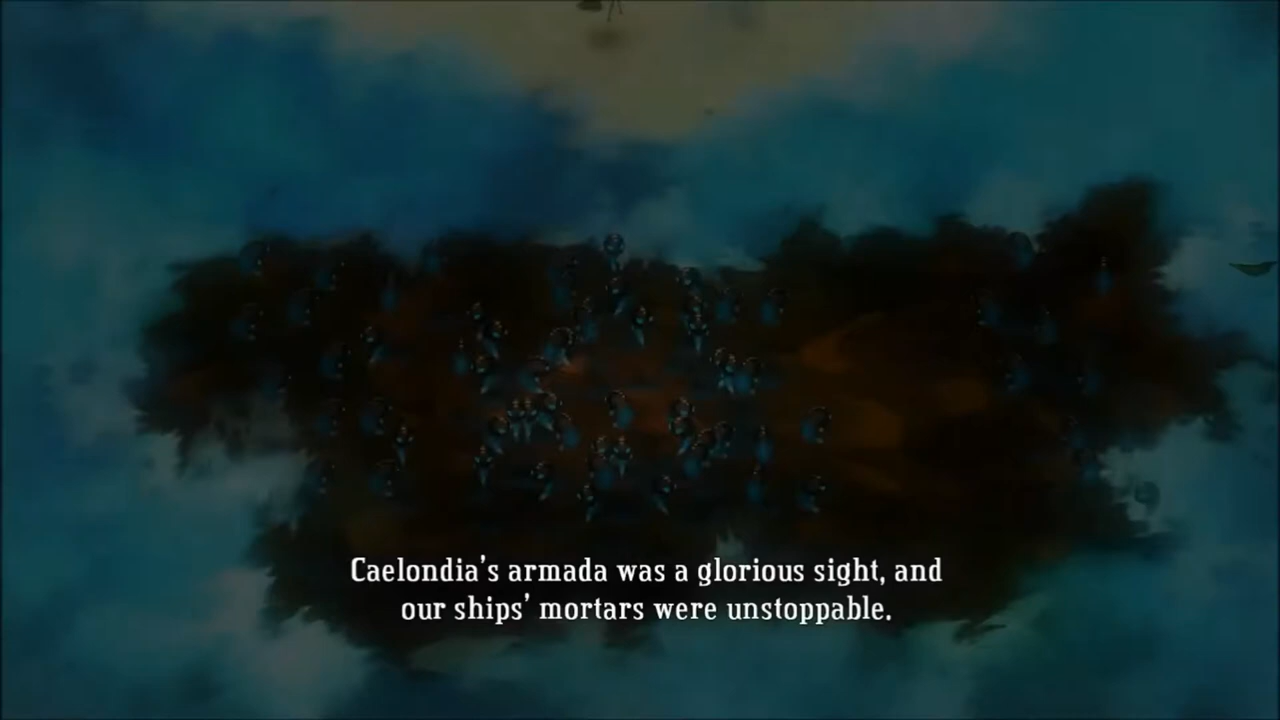 Caelondia's armada was a glorious sight, and
our ships' mortars were unstoppable.